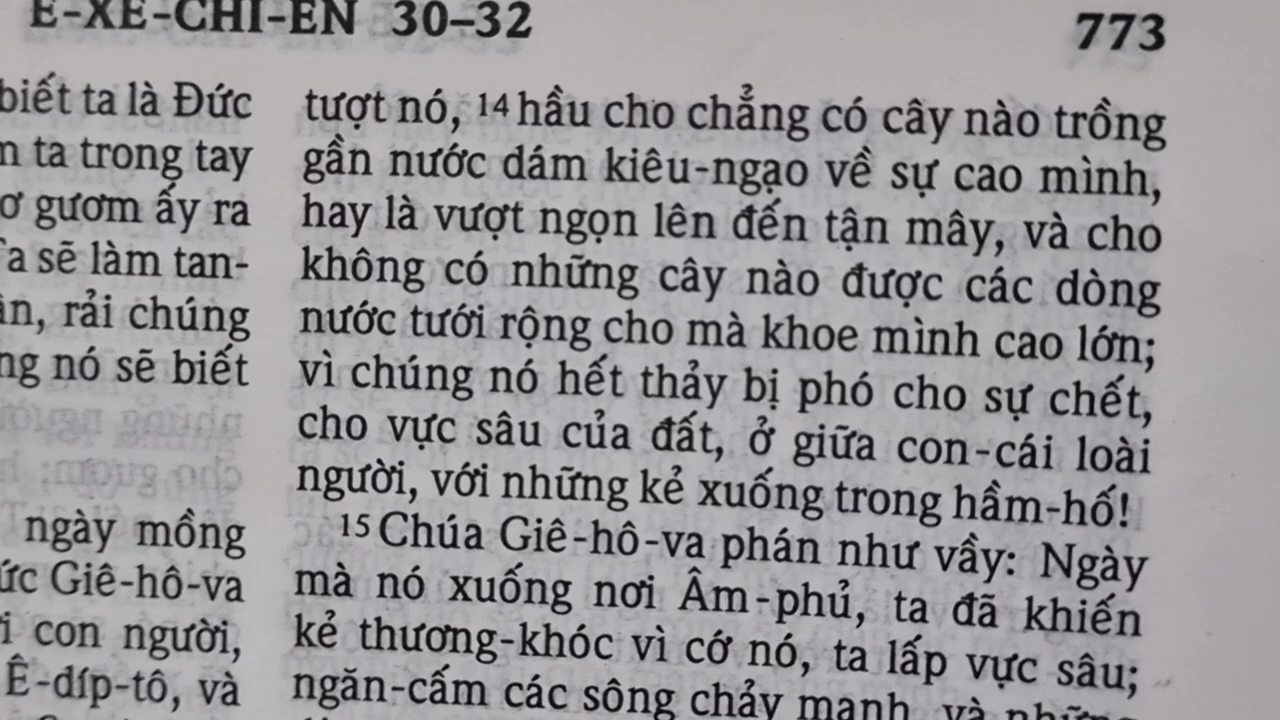 Ê-XÊ-CHI-ÊN 30–32
773
biết ta là Đức
ta trong tay
gươm ấy ra
sẽ làm tan-
rải chúng
nó sẽ biết
ngày mồng
Giê-hô-va
con người,
Ê-díp-tô, và
tượt nó, 14 hầu cho chẳng có cây nào trồng
gần nước dám kiêu-ngạo về sự cao mình,
hay là vượt ngọn lên đến tận mây, và cho
không có những cây nào được các dòng
nước tưới rộng cho mà khoe mình cao lớn;
vì chúng nó hết thảy bị phó cho sự chết,
cho vực sâu của đất, ở giữa con-cái loài
người, với những kẻ xuống trong hầm-hố!
15 Chúa Giê-hô-va phán như vầy: Ngày
mà nó xuống nơi Âm-phủ, ta đã khiến
kẻ thương-khóc vì cớ nó, ta lấp vực sâu;
ngăn-cấm các sông chảy mạnh, và những